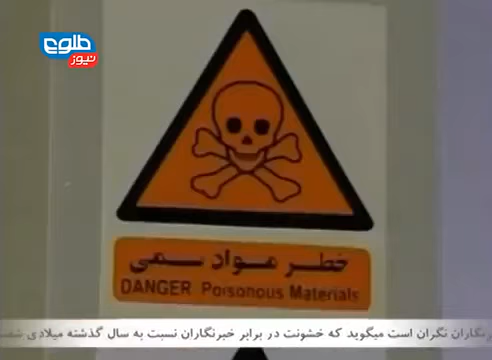 طلوع
نیوز
خطر مواد سمی
DANGER Poisonous Materials
نگاران نگران است میگوید که خشونت در برابر خبرنگاران نسبت به سال گذشته میلادی